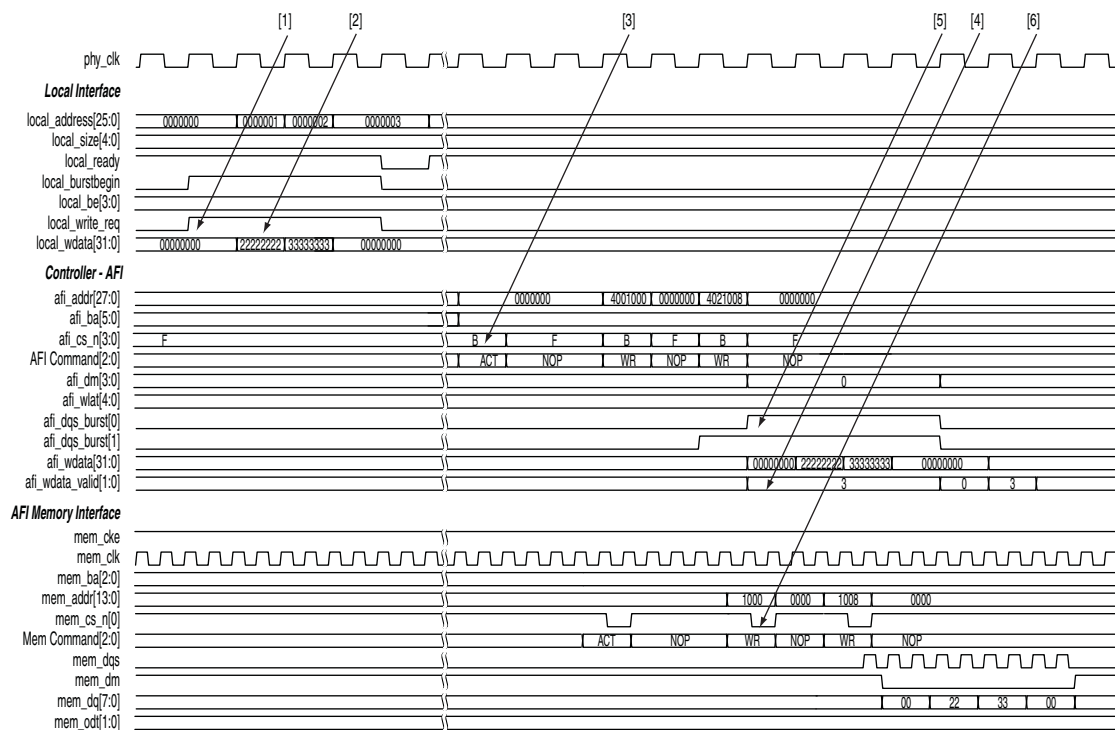 [1] [2] [3] [5] [4] [6]
phy_clk
Local Interface
local_address[25:0] 0000000 0000001 0000002 0000003
local_size[4:0]
local_ready
local_burstbegin
local_be[3:0]
local_write_req
local_wdata[31:0] 00000000 22222222 33333333 00000000
Controller - AFI
afi_addr[27:0] 0000000 4001000 0000000 4021008 0000000
afi_ba[5:0]
afi_cs_n[3:0] F B F B F B F
AFI Command[2:0] ACT NOP WR NOP WR NOP
afi_dm[3:0] 0
afi_wlat[4:0]
afi_dqs_burst[0]
afi_dqs_burst[1]
afi_wdata[31:0] 00000000 22222222 33333333 00000000
afi_wdata_valid[1:0] 3 0 3
AFI Memory Interface
mem_cke
mem_clk
mem_ba[2:0]
mem_addr[13:0] 1000 0000 1008 0000
mem_cs_n[0]
Mem Command[2:0] ACT NOP WR NOP WR NOP
mem_dqs
mem_dm
mem_dq[7:0] 00 22 33 00
mem_odt[1:0]